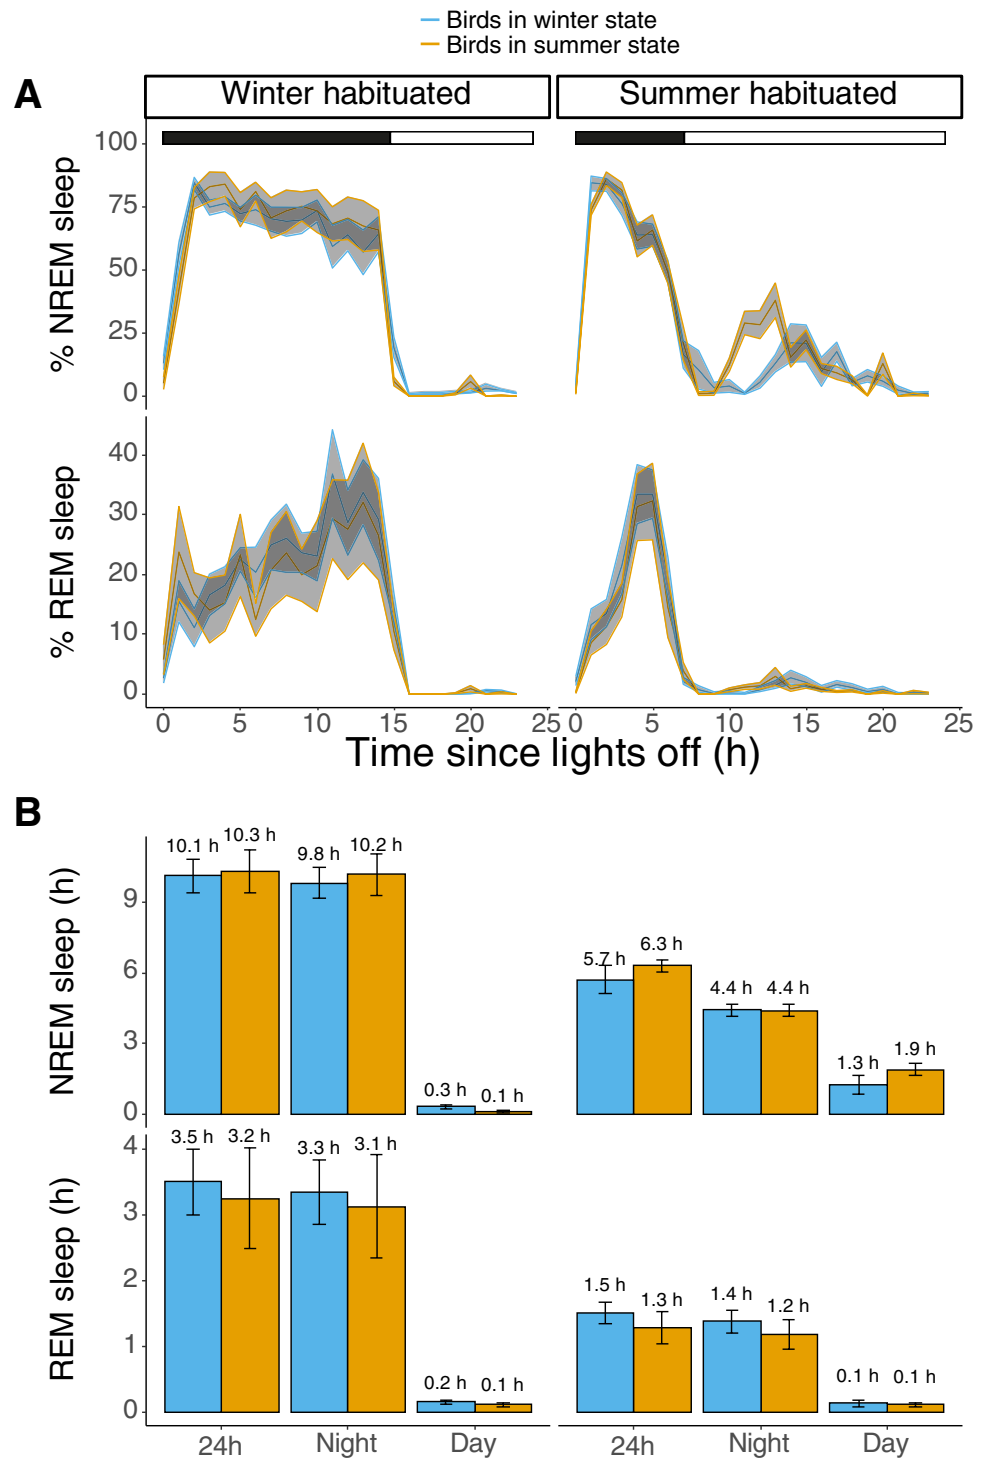 Birds in winter state
Birds in summer state
A
Winter habituated
Summer habituated
% NREM sleep
100
75
50
25
0
% REM sleep
40
30
20
10
0
0 5 10 15 20 25
0 5 10 15 20 25
Time since lights off (h)
B
NREM sleep (h)
9
6
3
0
10.1 h 10.3 h 9.8 h 10.2 h 0.3 h 0.1 h
5.7 h 6.3 h 4.4 h 4.4 h 1.3 h 1.9 h
REM sleep (h)
4
3
2
1
0
3.5 h 3.2 h 3.3 h 3.1 h 0.2 h 0.1 h
1.5 h 1.3 h 1.4 h 1.2 h 0.1 h 0.1 h
24h Night Day
24h Night Day